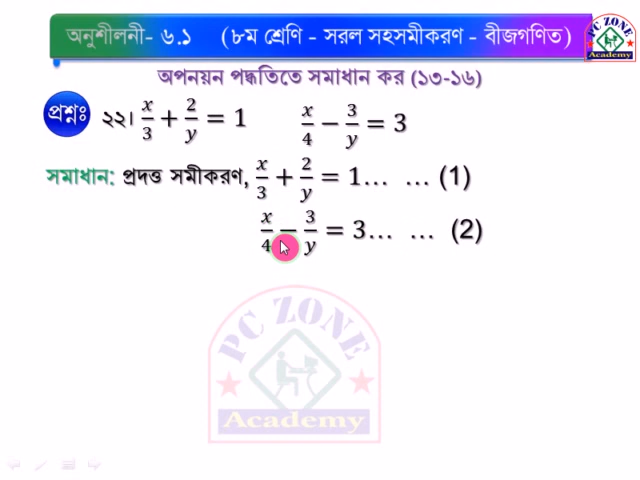 অনুশীলনী- ৬.১ (৮ম শ্রেণি - সরল সহসমীকরণ - বীজগণিত)
PC ZONE Academy
অপনয়ন পদ্ধতিতে সমাধান কর (১৩-১৬)
প্রশ্নঃ ২২। x/3 + 2/y = 1 x/4 − 3/y = 3
সমাধান: প্রদত্ত সমীকরণ, x/3 + 2/y = 1... ... (1)
x/4 − 3/y = 3... ... (2)
PC ZONE
Academy